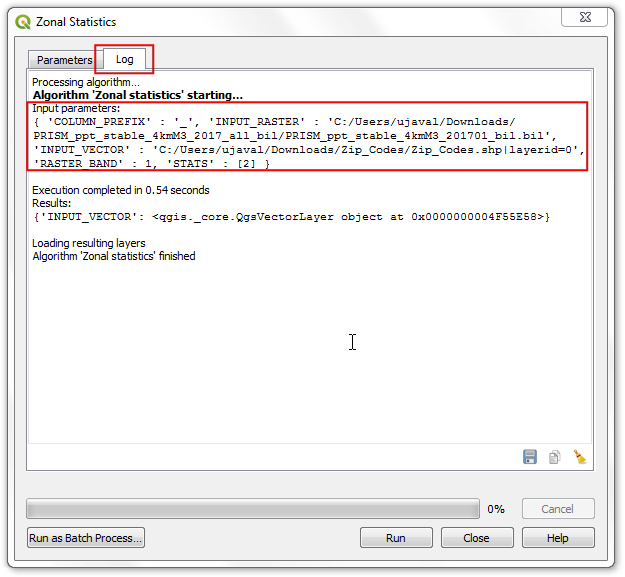 Zonal Statistics
Parameters
Log
Processing algorithm...
Algorithm 'Zonal statistics' starting...
Input parameters:
{ 'COLUMN_PREFIX' : '_', 'INPUT_RASTER' : 'C:/Users/ujaval/Downloads/
PRISM_ppt_stable_4kmM3_2017_all_bil/PRISM_ppt_stable_4kmM3_201701_bil.bil',
'INPUT_VECTOR' : 'C:/Users/ujaval/Downloads/Zip_Codes/Zip_Codes.shp|layerid=0',
'RASTER_BAND' : 1, 'STATS' : [2] }
Execution completed in 0.54 seconds
Results:
{'INPUT_VECTOR': <qgis._core.QgsVectorLayer object at 0x0000000004F55E58>}
Loading resulting layers
Algorithm 'Zonal statistics' finished
0%
Cancel
Run as Batch Process...
Run
Close
Help